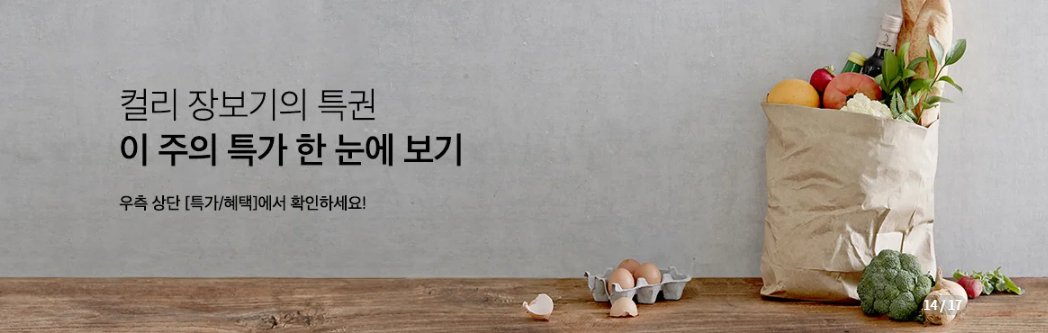 컬리 장보기의 특권
이 주의 특가 한 눈에 보기
우측 상단 [특가/혜택]에서 확인하세요!
14 / 17